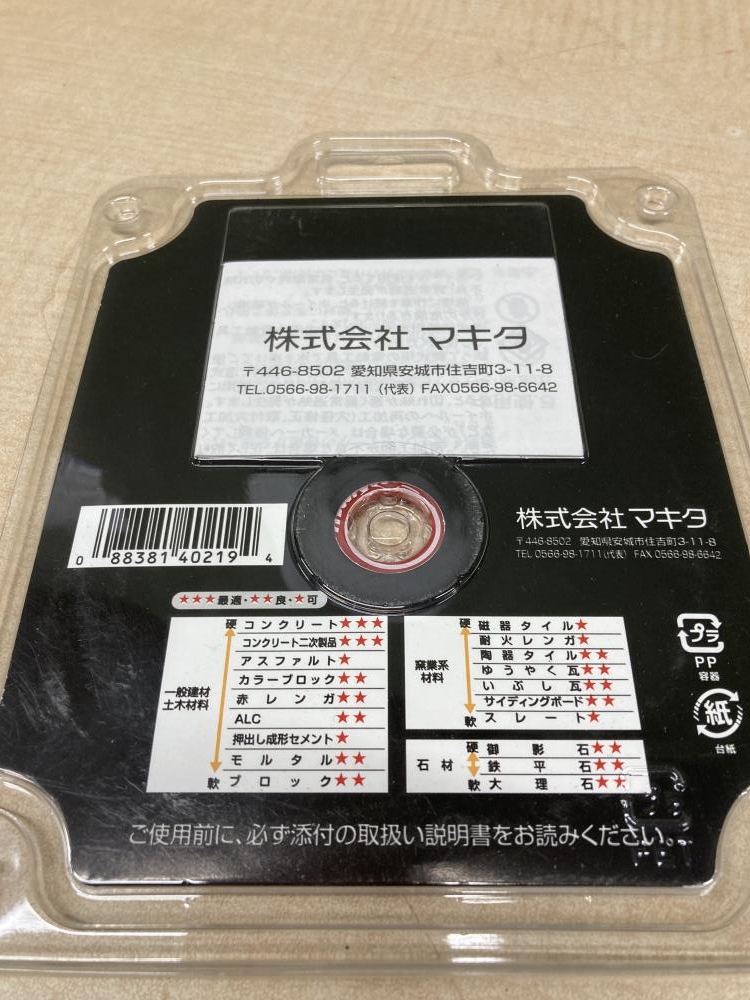 株式会社 マキタ
〒446-8502 愛知県安城市住吉町3-11-8
TEL.0566-98-1711 (代表) FAX0566-98-6642
株式会社マキタ
〒446-8502 愛知県安城市住吉町3-11-8
TEL 0566-98-1711(代表) FAX 0566-98-6642
0 88381 40219 4
★★★最適・★★良・★可
一般建材
土木材料
硬
コンクリート★★★
コンクリート二次製品★★★
アスファルト★
カラーブロック★★
赤レンガ★★
ALC ★★
押出し成形セメント★
モルタル★★
軟
ブロック★★
窯業系
材料
硬
磁器タイル★
耐火レンガ★
陶器タイル★★
ゆうやく瓦★★
いぶし瓦★★
サイディングボード★★
軟
スレート★
石材
硬
御影石★★
鉄平石★★
軟
大理石★★
プラ
PP
容器
紙
台紙
ご使用前に、必ず添付の取扱い説明書をお読みください。